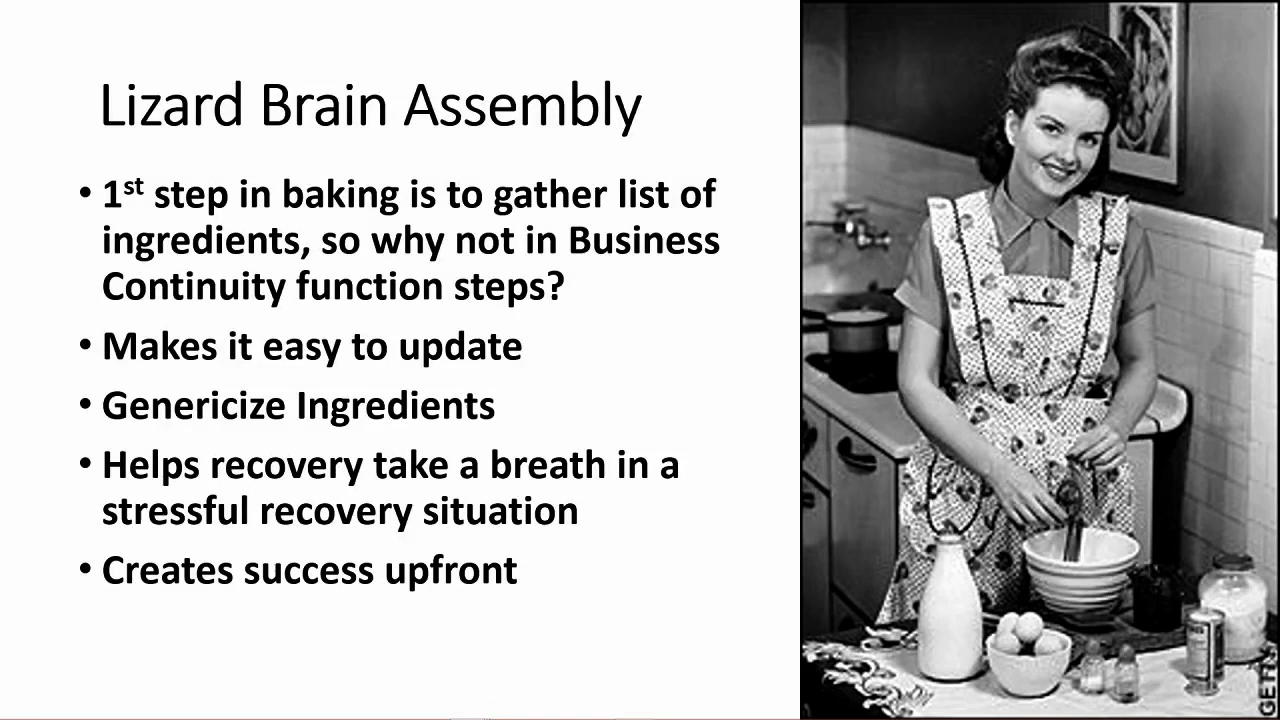 Lizard Brain Assembly
• 1st step in baking is to gather list of
ingredients, so why not in Business
Continuity function steps?
• Makes it easy to update
• Genericize Ingredients
• Helps recovery take a breath in a
stressful recovery situation
• Creates success upfront